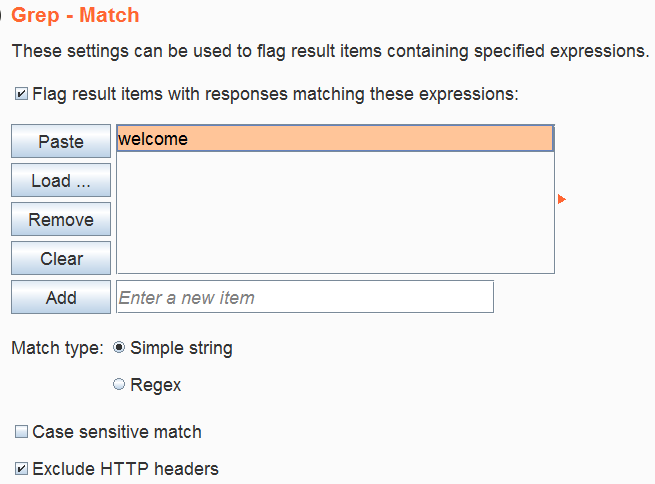 Grep - Match
These settings can be used to flag result items containing specified expressions.
Flag result items with responses matching these expressions:
Paste
welcome
Load ...
Remove
Clear
Add
Enter a new item
Match type:
Simple string
Regex
Case sensitive match
Exclude HTTP headers